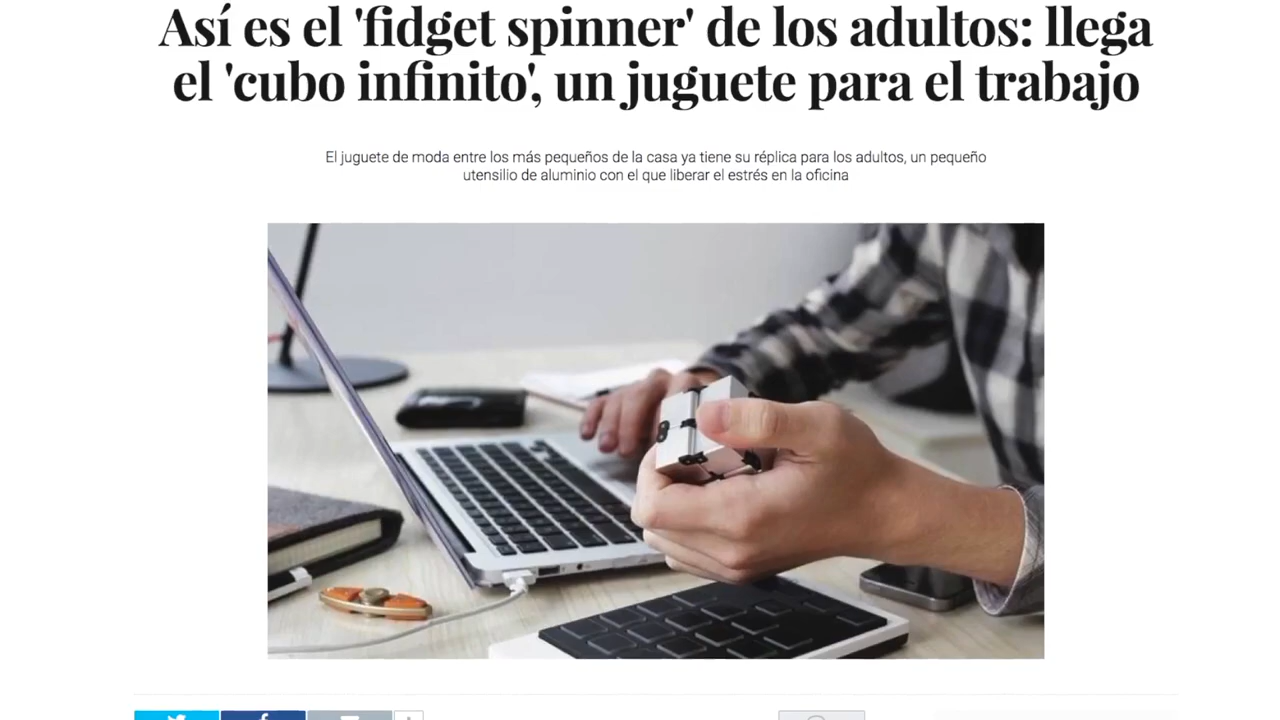 Así es el 'fidget spinner' de los adultos: llega
el 'cubo infinito', un juguete para el trabajo
El juguete de moda entre los más pequeños de la casa ya tiene su réplica para los adultos, un pequeño
utensilio de aluminio con el que liberar el estrés en la oficina